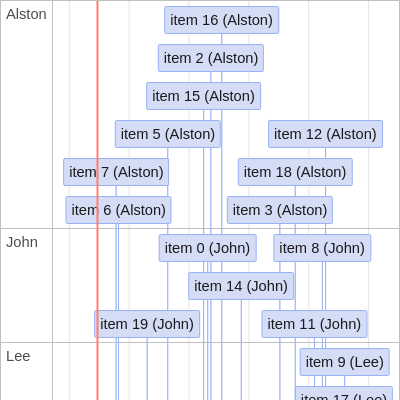 Alston
item 16 (Alston)
item 2 (Alston)
item 15 (Alston)
item 5 (Alston)
item 12 (Alston)
item 7 (Alston)
item 18 (Alston)
item 6 (Alston)
item 3 (Alston)
John
item 0 (John)
item 8 (John)
item 14 (John)
item 19 (John)
item 11 (John)
Lee
item 9 (Lee)
item 17 (Lee)